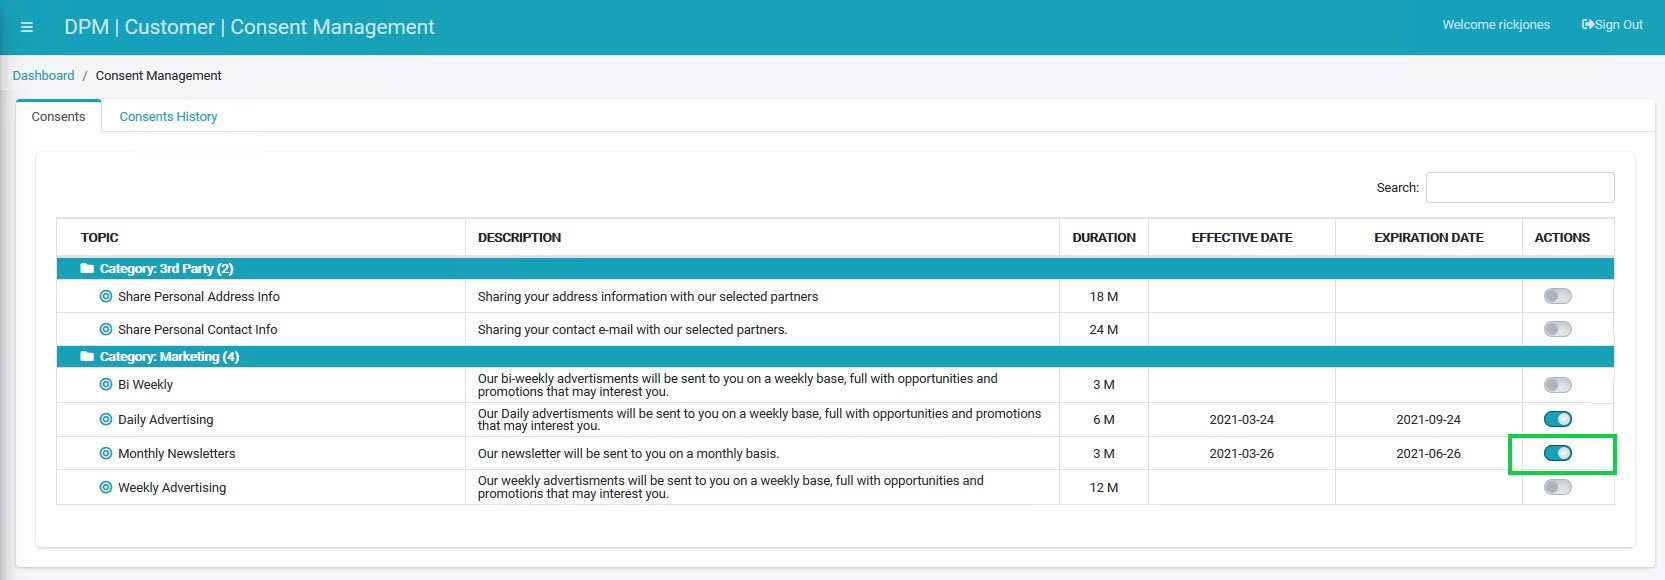 DPM | Customer | Consent Management
Welcome rickjones
Sign Out
Dashboard / Consent Management
Consents
Consents History
Search:
TOPIC DESCRIPTION DURATION EFFECTIVE DATE EXPIRATION DATE ACTIONS
Category: 3rd Party (2)
Share Personal Address Info Sharing your address information with our selected partners 18 M
Share Personal Contact Info Sharing your contact e-mail with our selected partners. 24 M
Category: Marketing (4)
Bi Weekly
Our bi-weekly advertisments will be sent to you on a weekly base, full with opportunities and
promotions that may interest you.
3 M
Daily Advertising
Our Daily advertisments will be sent to you on a weekly base, full with opportunities and promotions
that may interest you.
6 M 2021-03-24 2021-09-24
Monthly Newsletters Our newsletter will be sent to you on a monthly basis. 3 M 2021-03-26 2021-06-26
Weekly Advertising
Our weekly advertisments will be sent to you on a weekly base, full with opportunities and
promotions that may interest you.
12 M